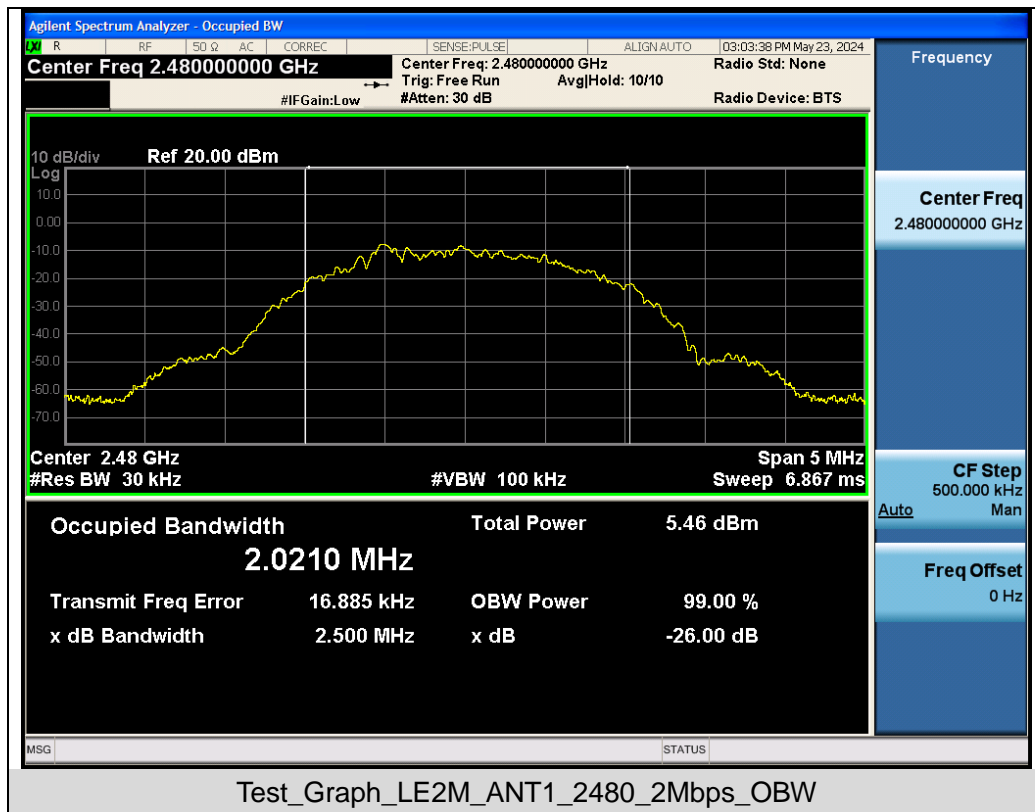 Agilent Spectrum Analyzer - Occupied BW
LXI R RF 50 Ω AC CORREC SENSE:PULSE ALIGN AUTO 03:03:38 PM May 23, 2024
Center Freq 2.480000000 GHz
Center Freq: 2.480000000 GHz
Radio Std: None
Trig: Free Run Avg|Hold: 10/10
#IFGain:Low
#Atten: 30 dB
Radio Device: BTS
10 dB/div Ref 20.00 dBm
Log
10.0
0.00
-10.0
-20.0
-30.0
-40.0
-50.0
-60.0
-70.0
Center 2.48 GHz Span 5 MHz
#Res BW 30 kHz #VBW 100 kHz Sweep 6.867 ms
Occupied Bandwidth Total Power 5.46 dBm
2.0210 MHz
Transmit Freq Error 16.885 kHz OBW Power 99.00 %
x dB Bandwidth 2.500 MHz x dB -26.00 dB
MSG STATUS
Frequency
Center Freq
2.480000000 GHz
CF Step
500.000 kHz
Auto Man
Freq Offset
0 Hz
Test_Graph_LE2M_ANT1_2480_2Mbps_OBW